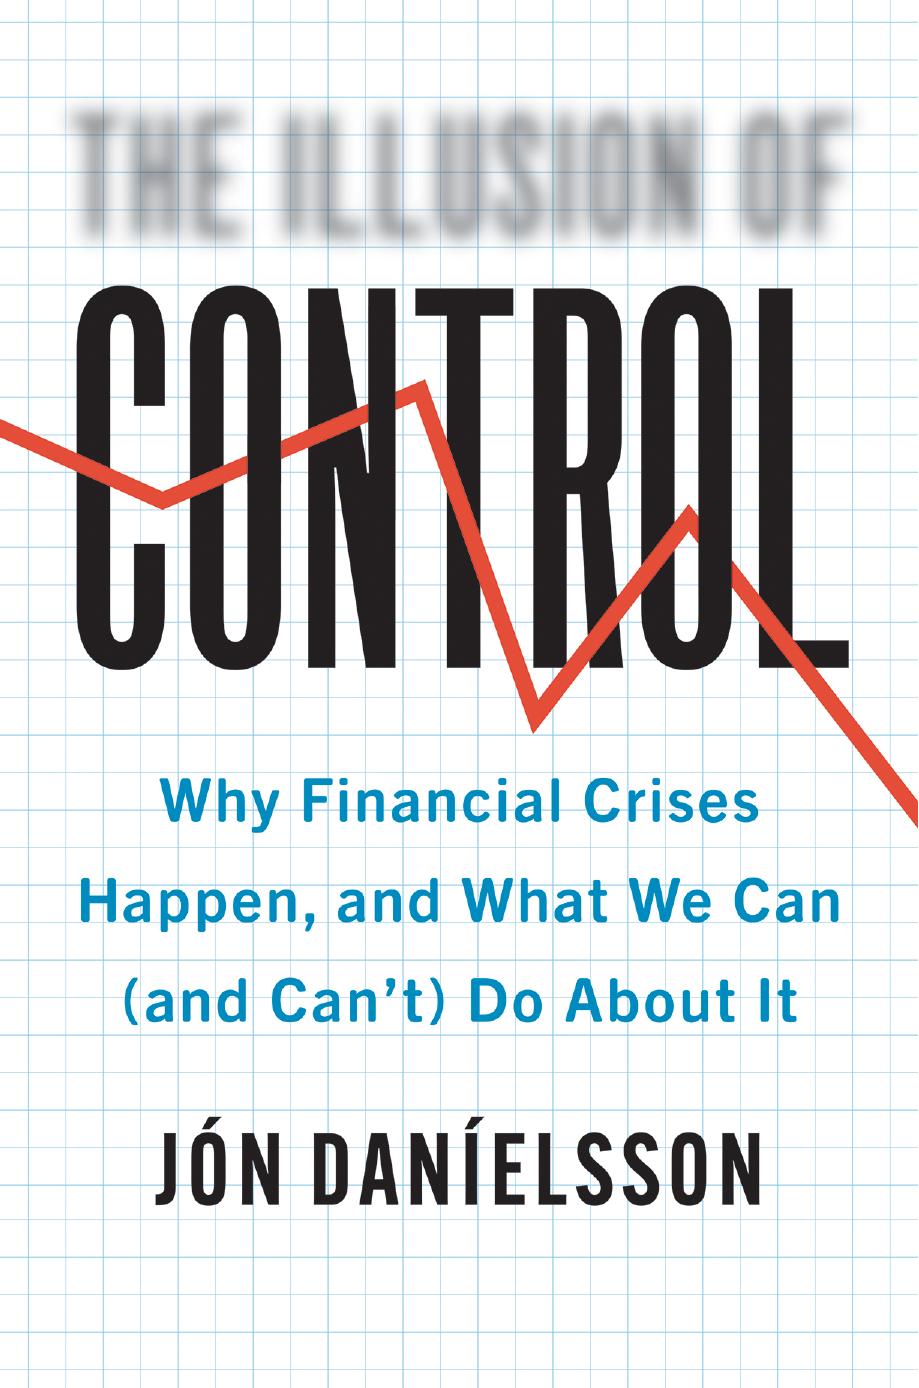 THE ILLUSION OF
CONTROL
Why Financial Crises
Happen, and What We Can
(and Can’t) Do About It
JÓN DANÍELSSON